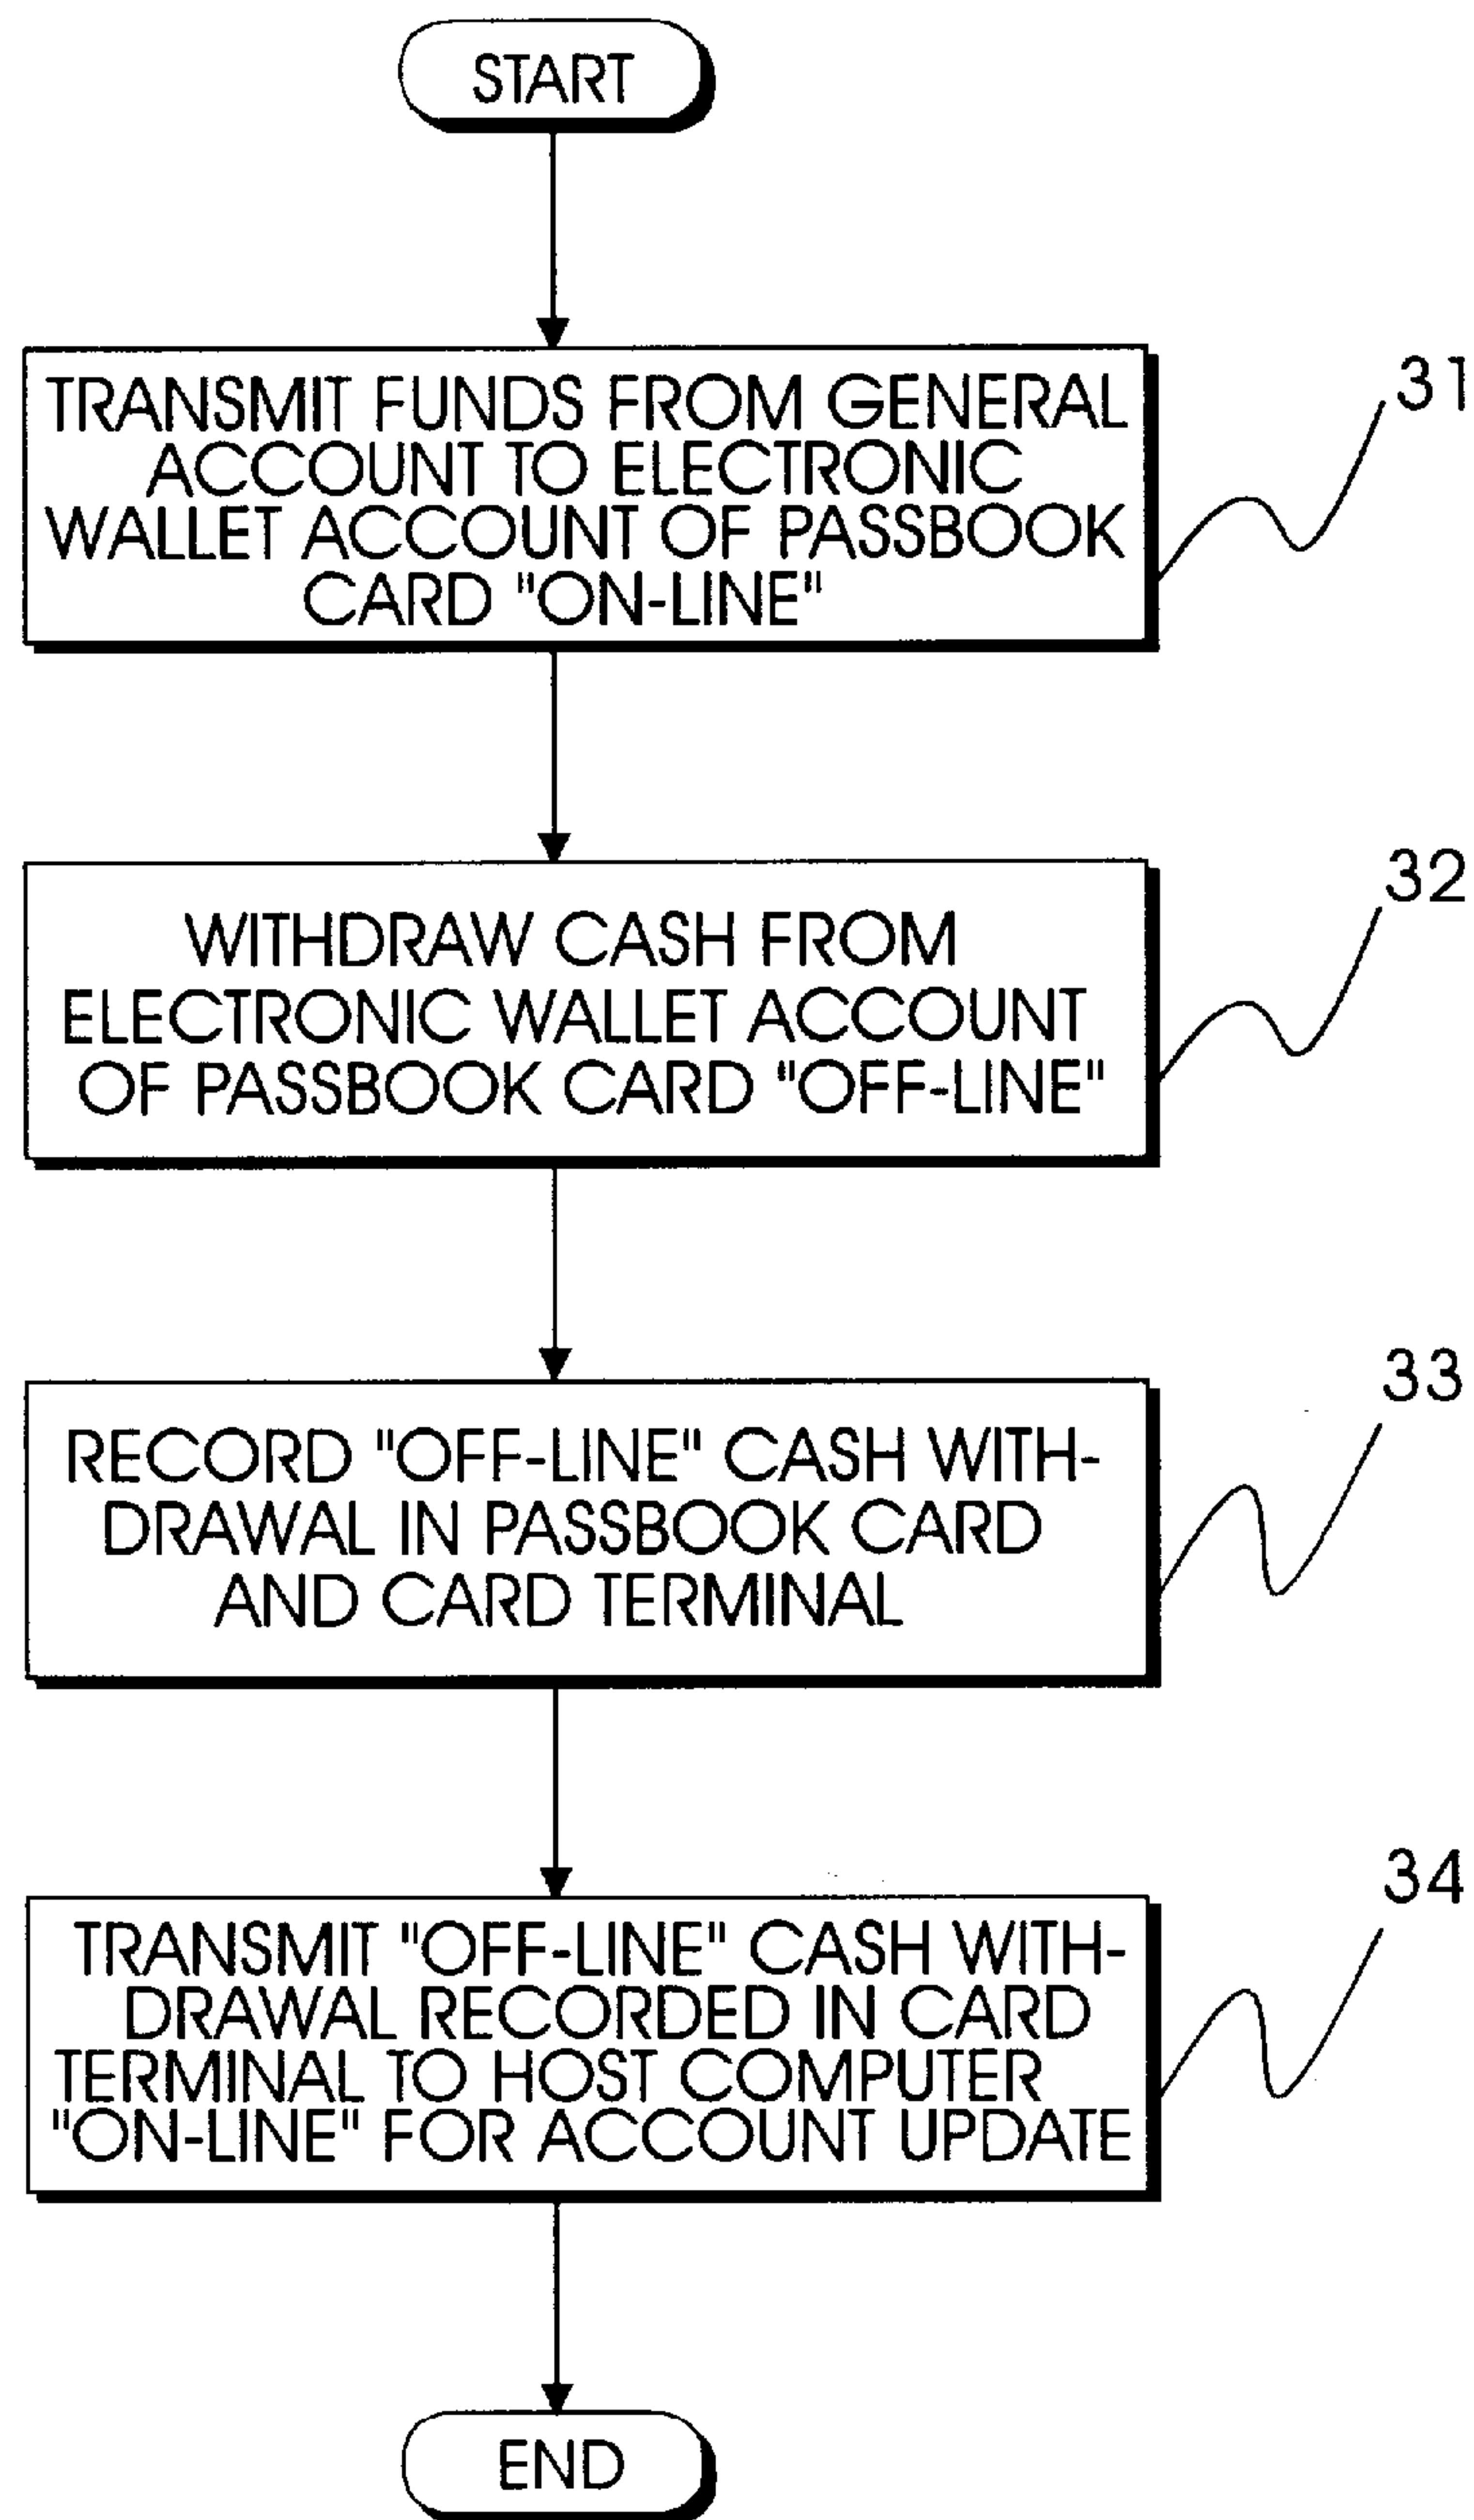 START
TRANSMIT FUNDS FROM GENERAL
ACCOUNT TO ELECTRONIC
WALLET ACCOUNT OF PASSBOOK
CARD "ON-LINE"
31
WITHDRAW CASH FROM
ELECTRONIC WALLET ACCOUNT
OF PASSBOOK CARD "OFF-LINE"
32
RECORD "OFF-LINE" CASH WITH-
DRAWAL IN PASSBOOK CARD
AND CARD TERMINAL
33
TRANSMIT "OFF-LINE" CASH WITH-
DRAWAL RECORDED IN CARD
TERMINAL TO HOST COMPUTER
"ON-LINE" FOR ACCOUNT UPDATE
34
END